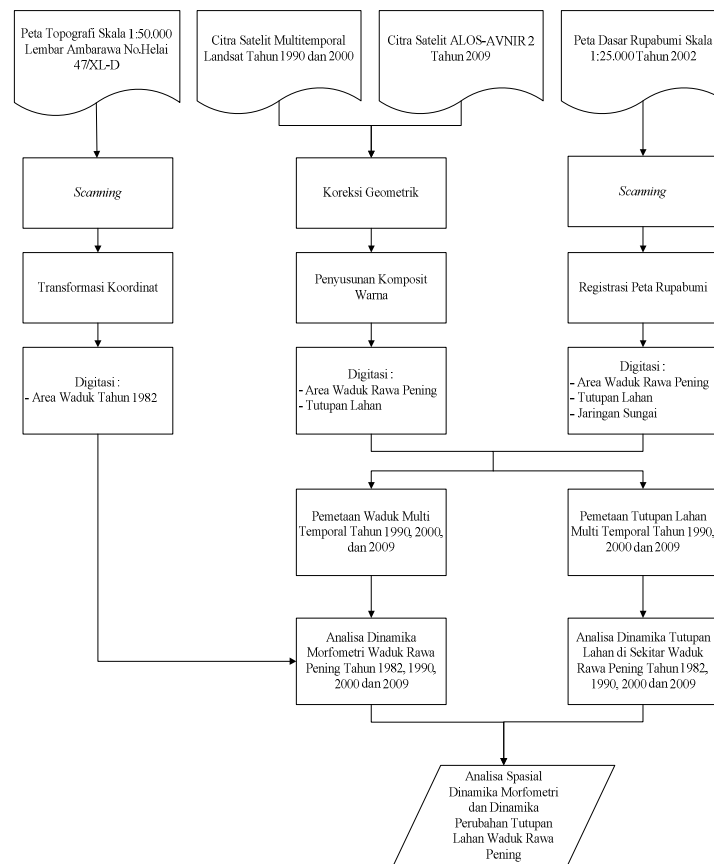 Peta Topografi Skala 1:50.000
Lembar Ambarawa No.Helai
47/XL-D
Citra Satelit Multitemporal
Landsat Tahun 1990 dan 2000
Citra Satelit ALOS-AVNIR 2
Tahun 2009
Peta Dasar Rupabumi Skala
1:25.000 Tahun 2002
Scanning
Koreksi Geometrik
Scanning
Transformasi Koordinat
Penyusunan Komposit
Warna
Registrasi Peta Rupabumi
Digitasi :
- Area Waduk Tahun 1982
Digitasi :
- Area Waduk Rawa Pening
- Tutupan Lahan
Digitasi :
- Area Waduk Rawa Pening
- Tutupan Lahan
- Jaringan Sungai
Pemetaan Waduk Multi
Temporal Tahun 1990, 2000,
dan 2009
Pemetaan Tutupan Lahan
Multi Temporal Tahun 1990,
2000 dan 2009
Analisa Dinamika
Morfometri Waduk Rawa
Pening Tahun 1982, 1990,
2000 dan 2009
Analisa Dinamika Tutupan
Lahan di Sekitar Waduk
Rawa Pening Tahun 1982,
1990, 2000 dan 2009
Analisa Spasial
Dinamika Morfometri
dan Dinamika
Perubahan Tutupan
Lahan Waduk Rawa
Pening